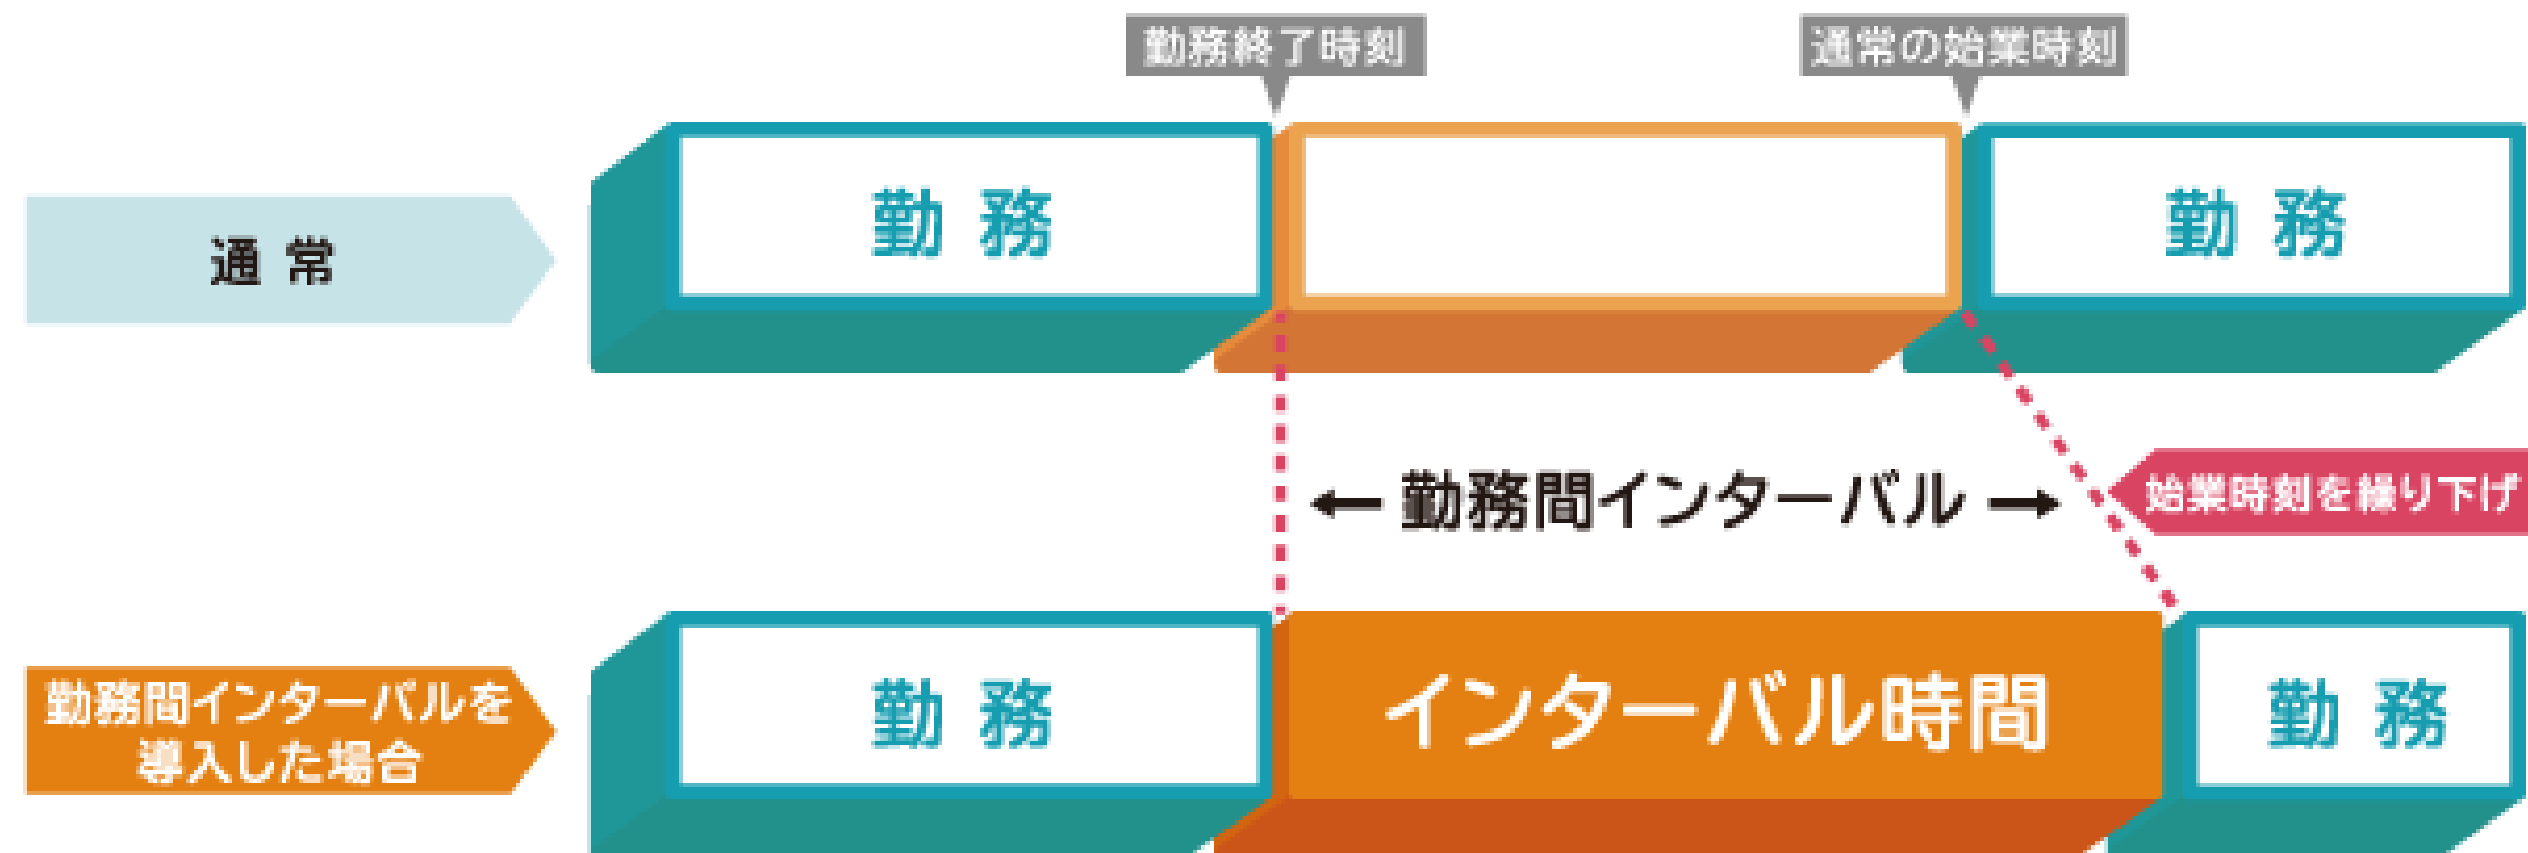 勤務終了時刻
通常の始業時刻
通 常
勤 務
勤 務
勤務間インターバル
始業時刻を繰り下げ
勤務間インターバルを
導入した場合
勤 務
インターバル時間
勤 務